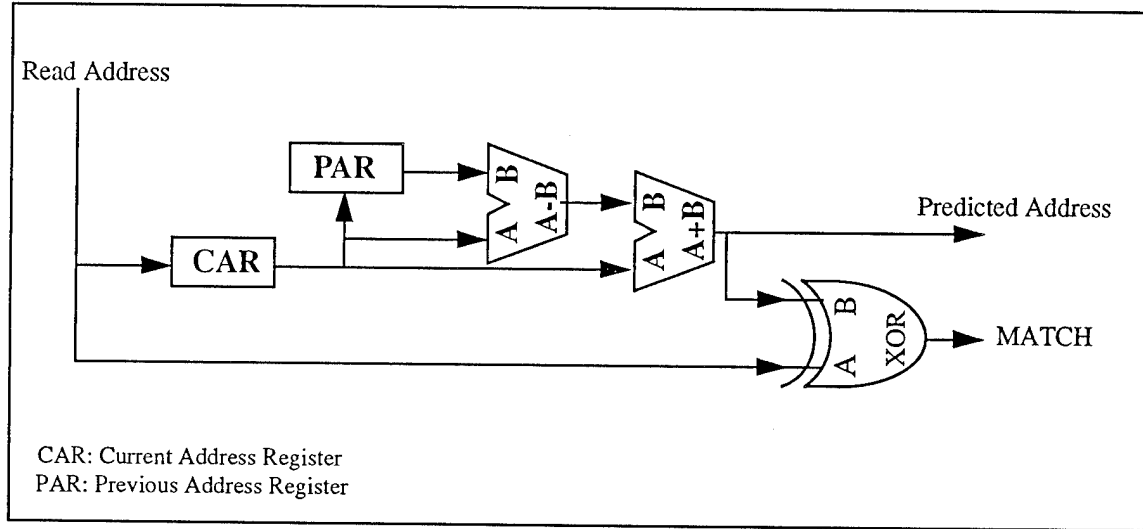 Read Address
PAR
B
A
A-B
B
A
A+B
Predicted Address
CAR
B
A
XOR
MATCH
CAR: Current Address Register
PAR: Previous Address Register